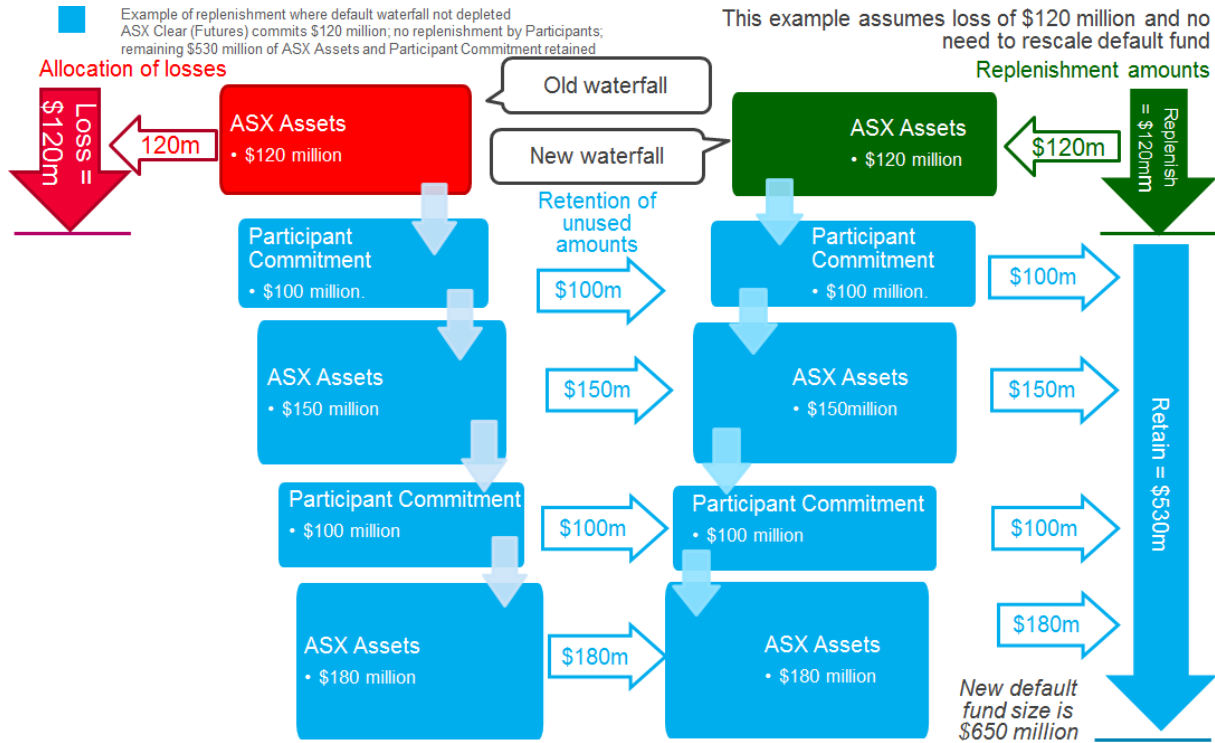 Example of replenishment where default waterfall not depleted
ASX Clear (Futures) commits $120 million; no replenishment by Participants;
remaining $530 million of ASX Assets and Participant Commitment retained
This example assumes loss of $120 million and no
need to rescale default fund
Allocation of losses
Replenishment amounts
Old waterfall
New waterfall
Loss =
$120m
120m
ASX Assets
• $120 million
ASX Assets
• $120 million
$120m
Replenish
= $120mm
Retention of
unused
amounts
Participant
Commitment
• $100 million.
$100m
Participant
Commitment
• $100 million.
$100m
ASX Assets
• $150 million
$150m
ASX Assets
• $150million
$150m
Retain = $530m
Participant Commitment
• $100 million
$100m
Participant Commitment
• $100 million
$100m
ASX Assets
• $180 million
$180m
ASX Assets
• $180 million
$180m
New default
fund size is
$650 million